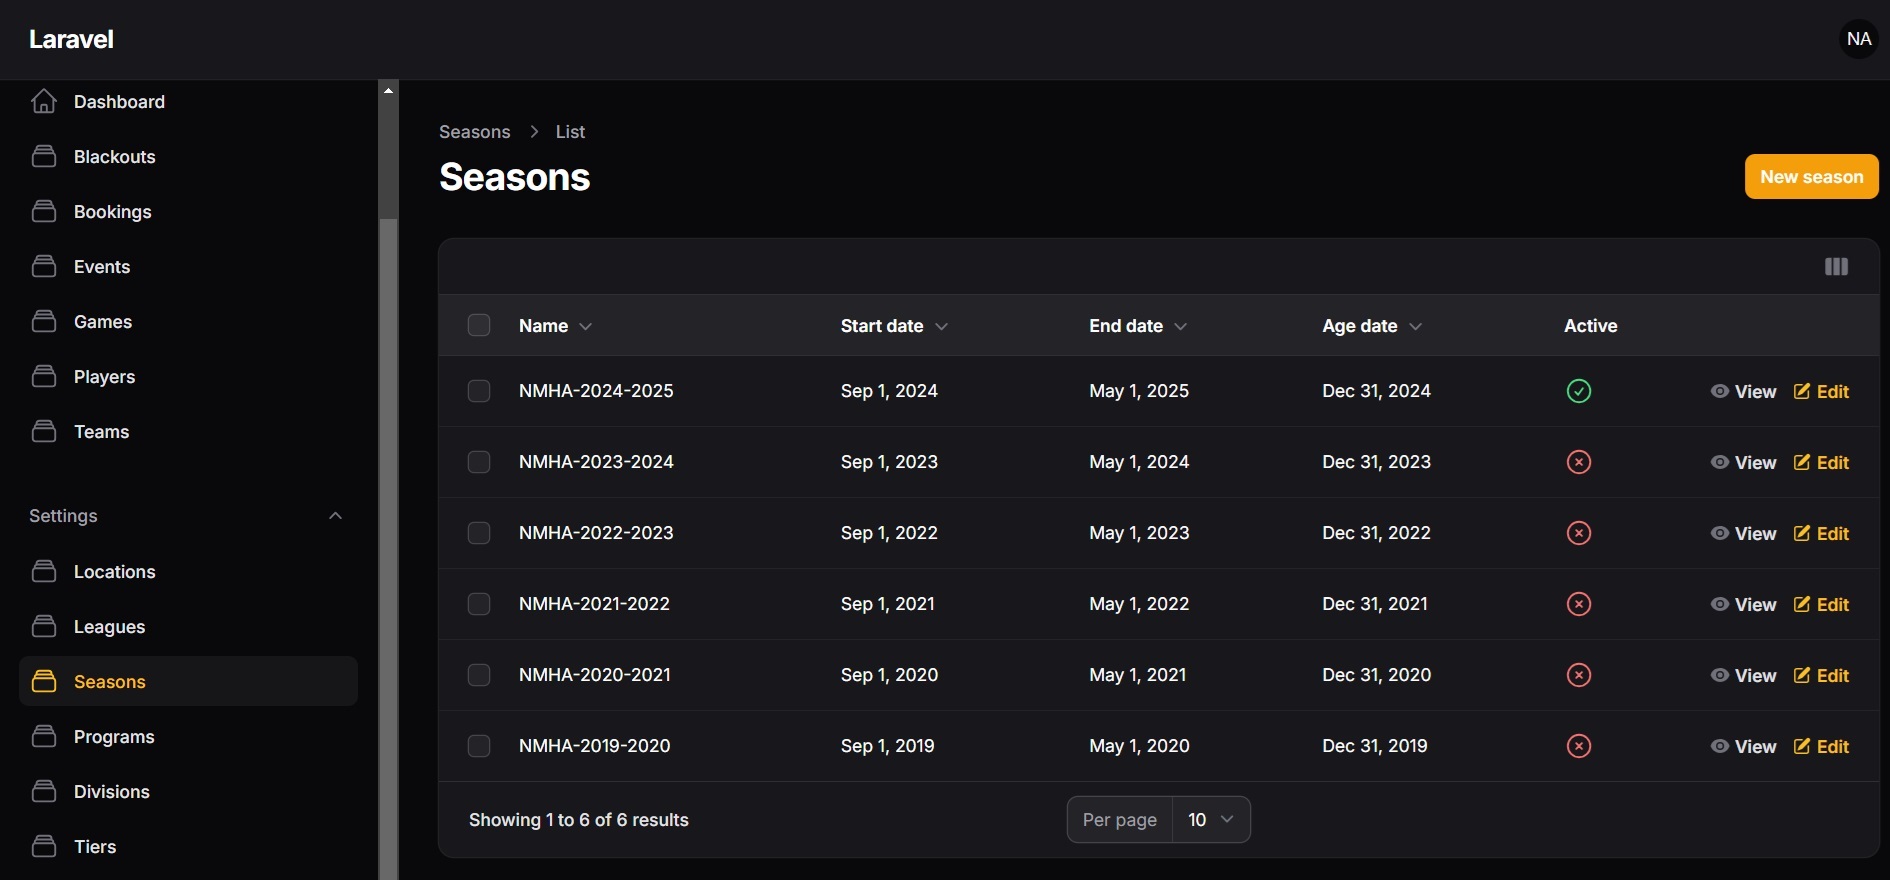 Laravel
NA
Dashboard
Blackouts
Bookings
Events
Games
Players
Teams
Settings
Locations
Leagues
Seasons
Programs
Divisions
Tiers
Seasons > List
Seasons
New season
Name Start date End date Age date Active
NMHA-2024-2025 Sep 1, 2024 May 1, 2025 Dec 31, 2024 View Edit
NMHA-2023-2024 Sep 1, 2023 May 1, 2024 Dec 31, 2023 View Edit
NMHA-2022-2023 Sep 1, 2022 May 1, 2023 Dec 31, 2022 View Edit
NMHA-2021-2022 Sep 1, 2021 May 1, 2022 Dec 31, 2021 View Edit
NMHA-2020-2021 Sep 1, 2020 May 1, 2021 Dec 31, 2020 View Edit
NMHA-2019-2020 Sep 1, 2019 May 1, 2020 Dec 31, 2019 View Edit
Showing 1 to 6 of 6 results Per page 10